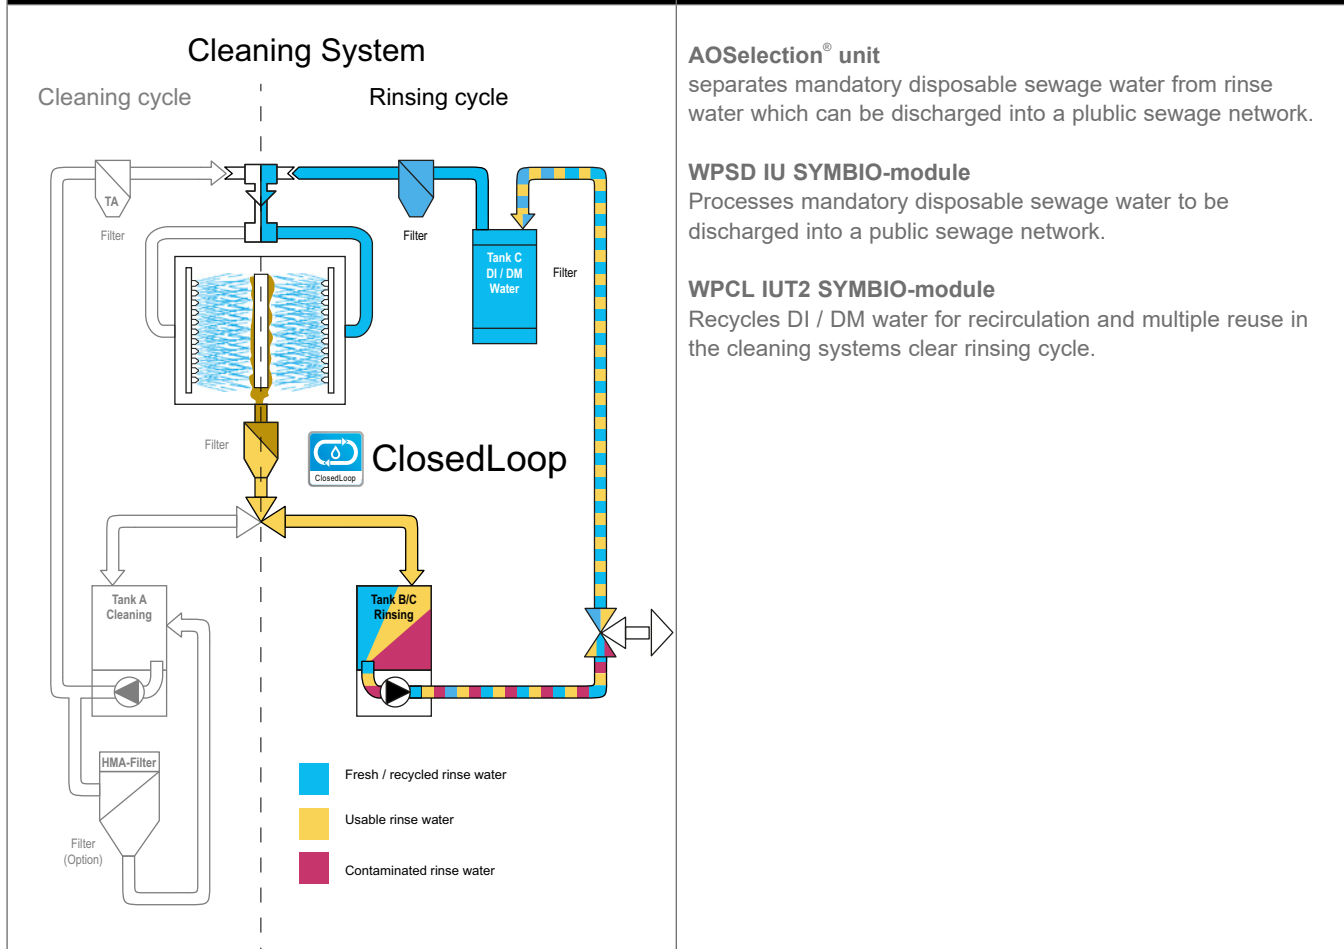 Cleaning System
Cleaning cycle
Rinsing cycle
TA
Filter
Filter
Tank C
DI / DM
Water
Filter
Filter
ClosedLoop
ClosedLoop
Tank A
Cleaning
Tank B/C
Rinsing
HMA-Filter
Filter
(Option)
Fresh / recycled rinse water
Usable rinse water
Contaminated rinse water
AOSelection® unit
separates mandatory disposable sewage water from rinse
water which can be discharged into a plublic sewage network.
WPSD IU SYMBIO-module
Processes mandatory disposable sewage water to be
discharged into a public sewage network.
WPCL IUT2 SYMBIO-module
Recycles DI / DM water for recirculation and multiple reuse in
the cleaning systems clear rinsing cycle.